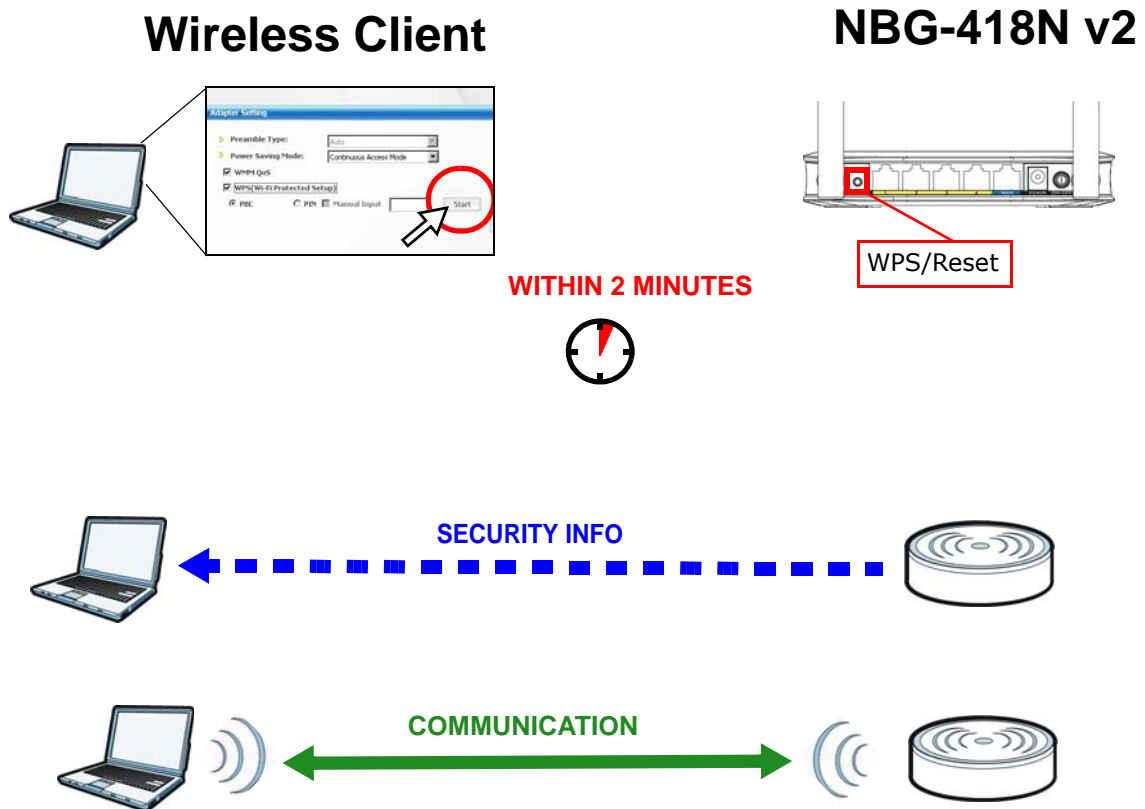 Wireless Client
NBG-418N v2
Adapter Setting
Preamble Type:
Auto
Power Saving Mode:
Continuous Access Mode
WMM QoS
WPS(Wi-Fi Protected Setup)
PBC
PIN
Manual Input
Start
WPS/Reset
WITHIN 2 MINUTES
SECURITY INFO
COMMUNICATION